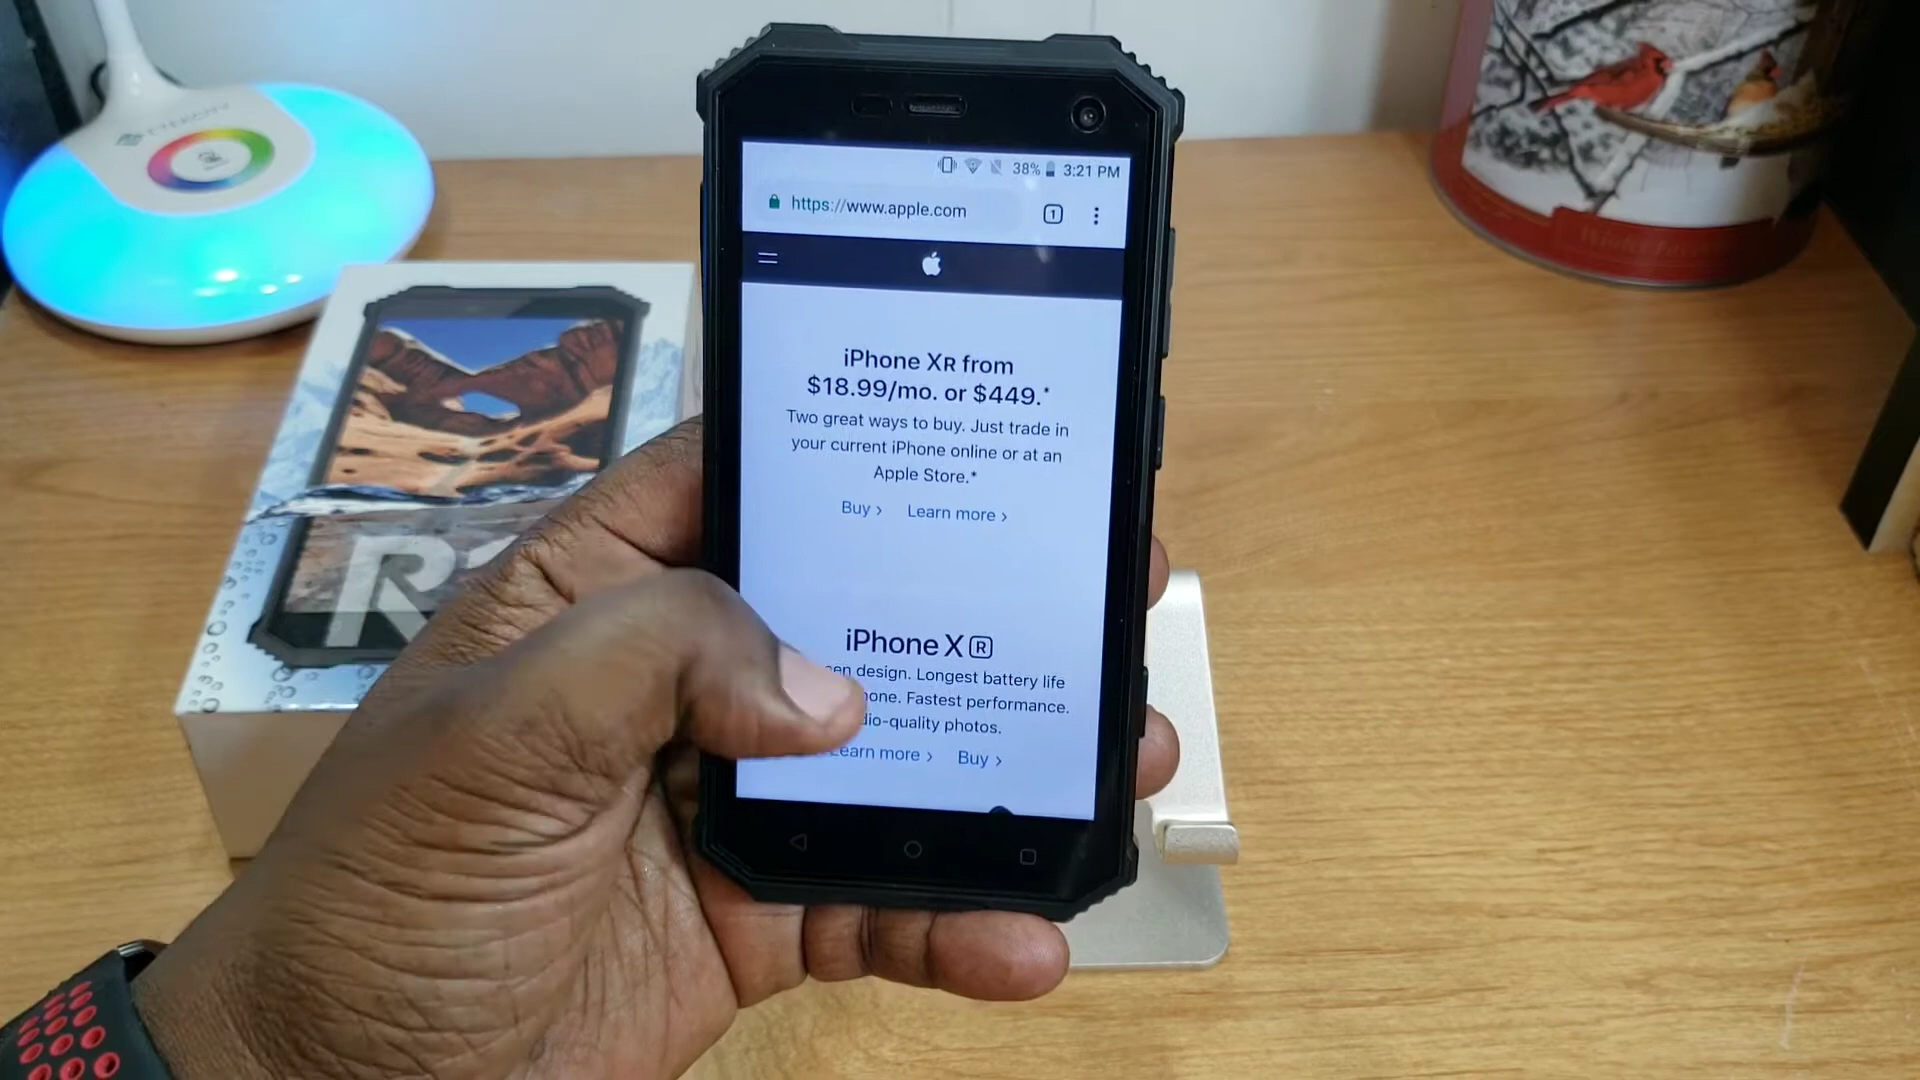 38% 3:21 PM
https://www.apple.com
1
iPhone XR from
$18.99/mo. or $449.*
Two great ways to buy. Just trade in
your current iPhone online or at an
Apple Store.*
Buy > Learn more >
iPhone XR
design. Longest battery life
Fastest performance.
photos.
Learn more > Buy >